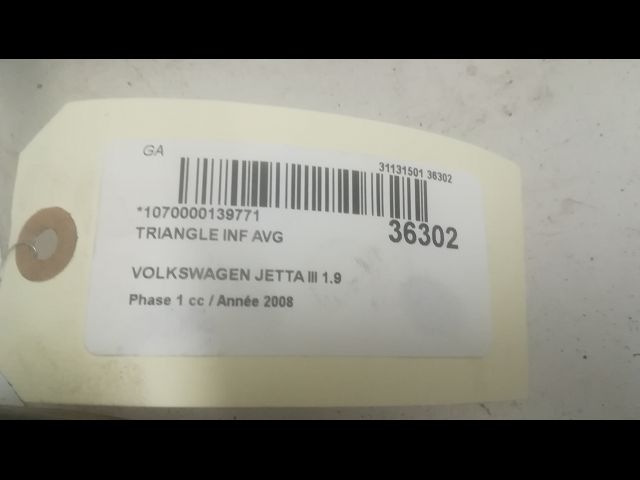 GA
31131501 36302
*1070000139771
36302
TRIANGLE INF AVG
VOLKSWAGEN JETTA III 1.9
Phase 1 cc / Année 2008